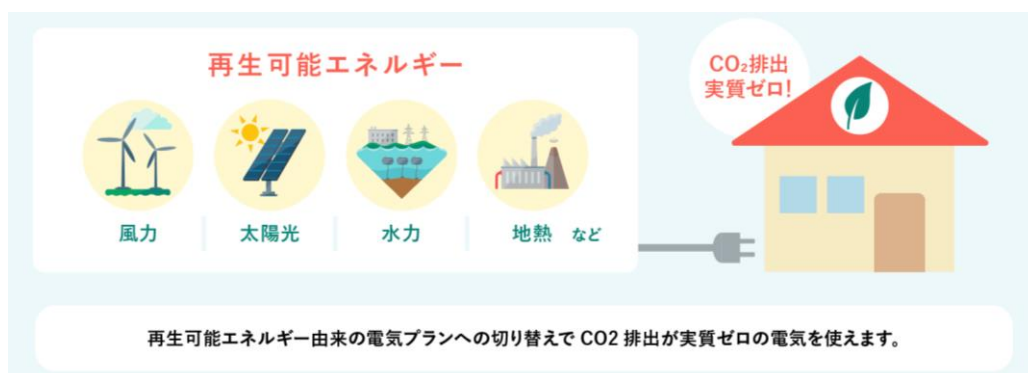 再生可能エネルギー
CO₂排出
実質ゼロ!
風力
太陽光
水力
地熱 など
再生可能エネルギー由来の電気プランへの切り替えで CO2 排出が実質ゼロの電気を使えます。